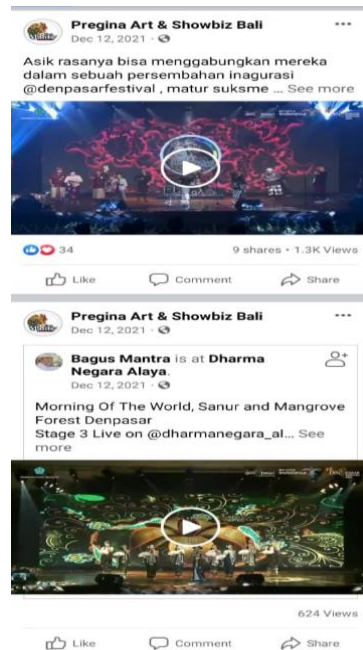 Pregina Art & Showbiz Bali
Dec 12, 2021 ·
Asik rasanya bisa menggabungkan mereka
dalam sebuah persembahan inagurasi
@denpasarfestival , matur suksme ... See more
34
9 shares • 1.3K Views
Like Comment Share
Pregina Art & Showbiz Bali
Dec 12, 2021 ·
Bagus Mantra is at Dharma
Negara Alaya.
Dec 12, 2021 ·
Morning Of The World, Sanur and Mangrove
Forest Denpasar
Stage 3 Live on @dharmanegara_al... See
more
624 Views
Like Comment Share